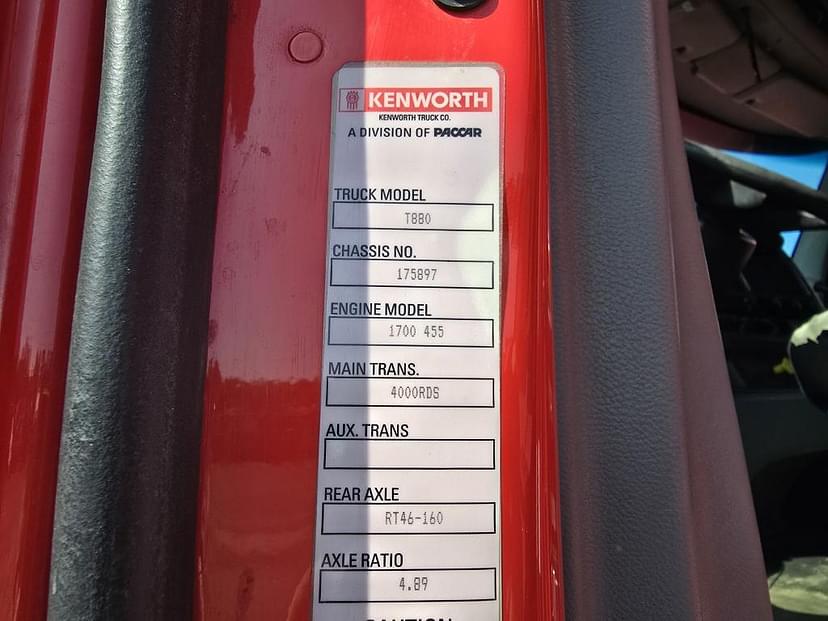 KENWORTH
KENWORTH TRUCK CO.
A DIVISION OF PACCAR
TRUCK MODEL
T880
CHASSIS NO.
175897
ENGINE MODEL
1700 455
MAIN TRANS.
4000RDS
AUX. TRANS
REAR AXLE
RT46-160
AXLE RATIO
4.89
CAUTION